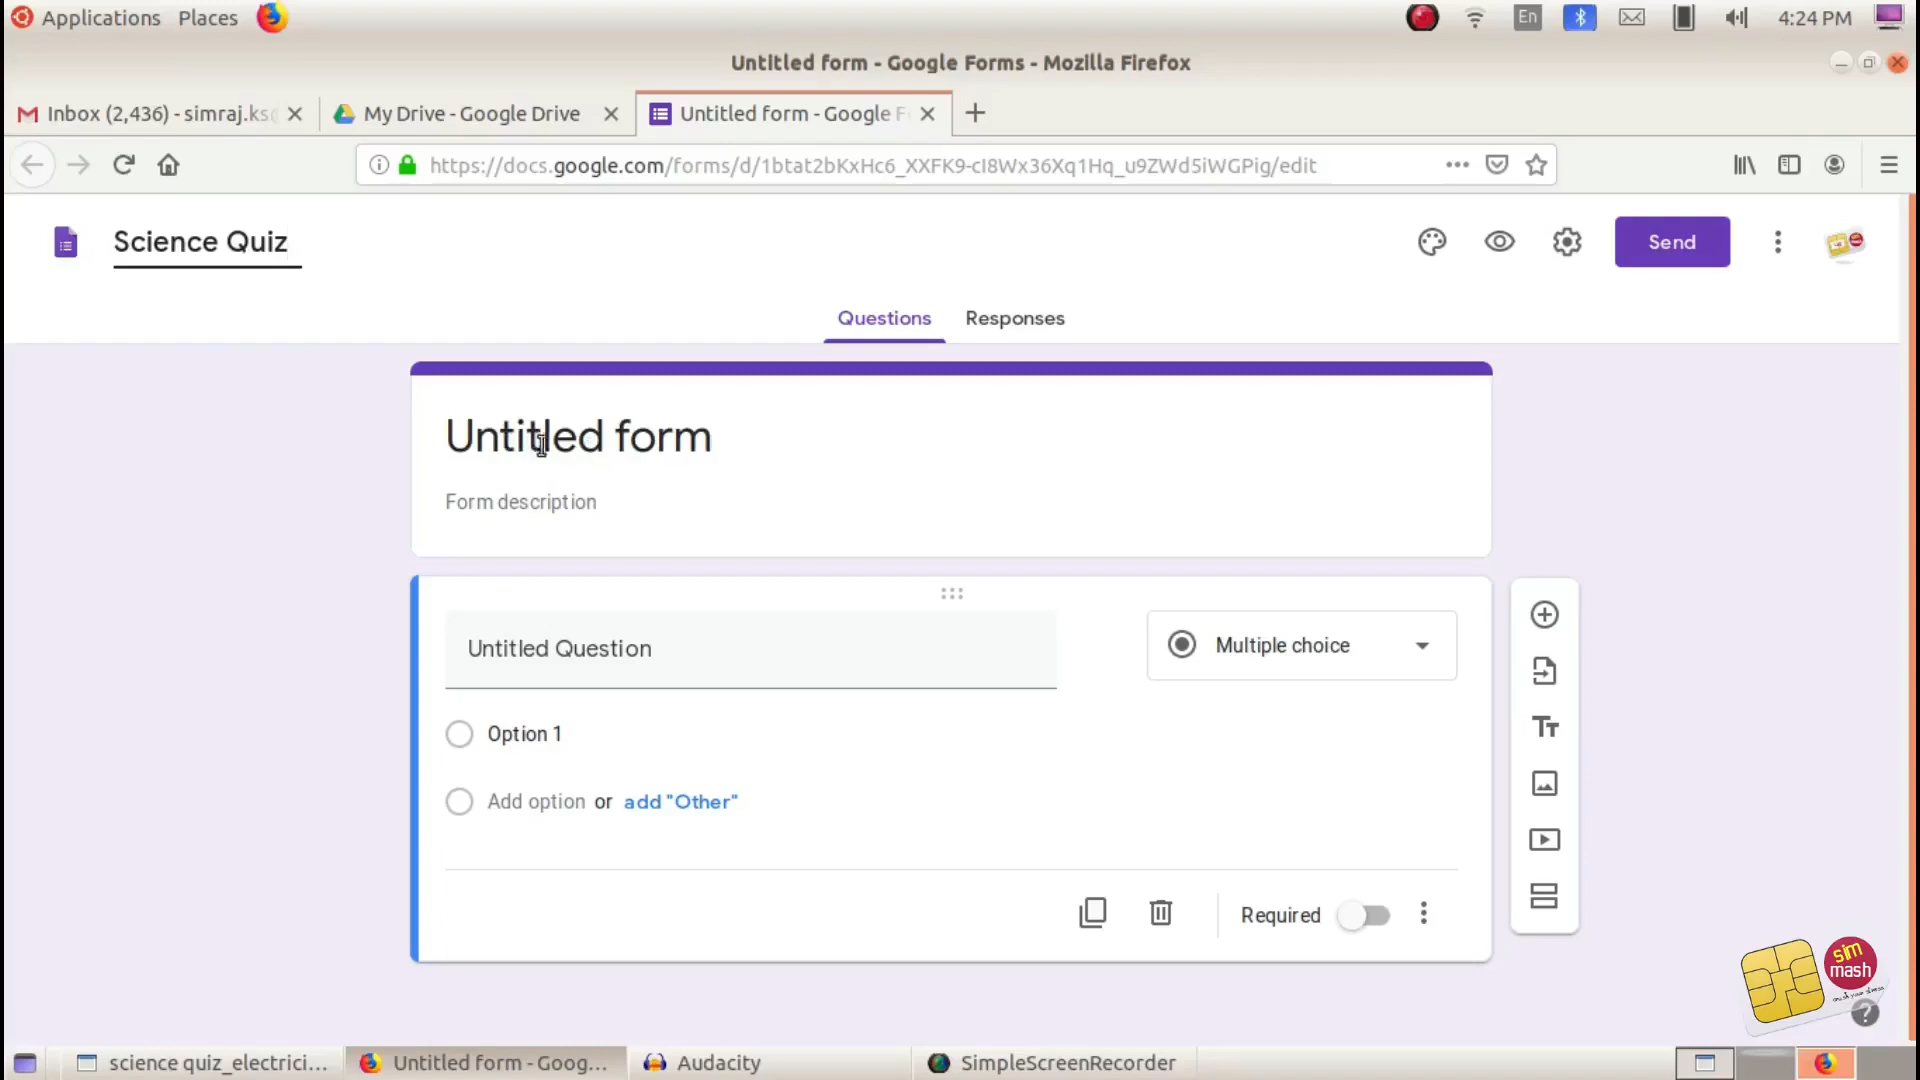 Applications Places En 4:24 PM
Untitled form - Google Forms - Mozilla Firefox
Inbox (2,436) - simraj.ks My Drive - Google Drive Untitled form - Google F
https://docs.google.com/forms/d/1btat2bKxHc6_XXFK9-cI8Wx36Xq1Hq_u9ZWd5iWGPig/edit
Science Quiz Send
Questions Responses
Untitled form
Form description
Untitled Question Multiple choice
Option 1
Add option or add "Other"
Required
sim
mash
science quiz_electrici... Untitled form - Goog... Audacity SimpleScreenRecorder